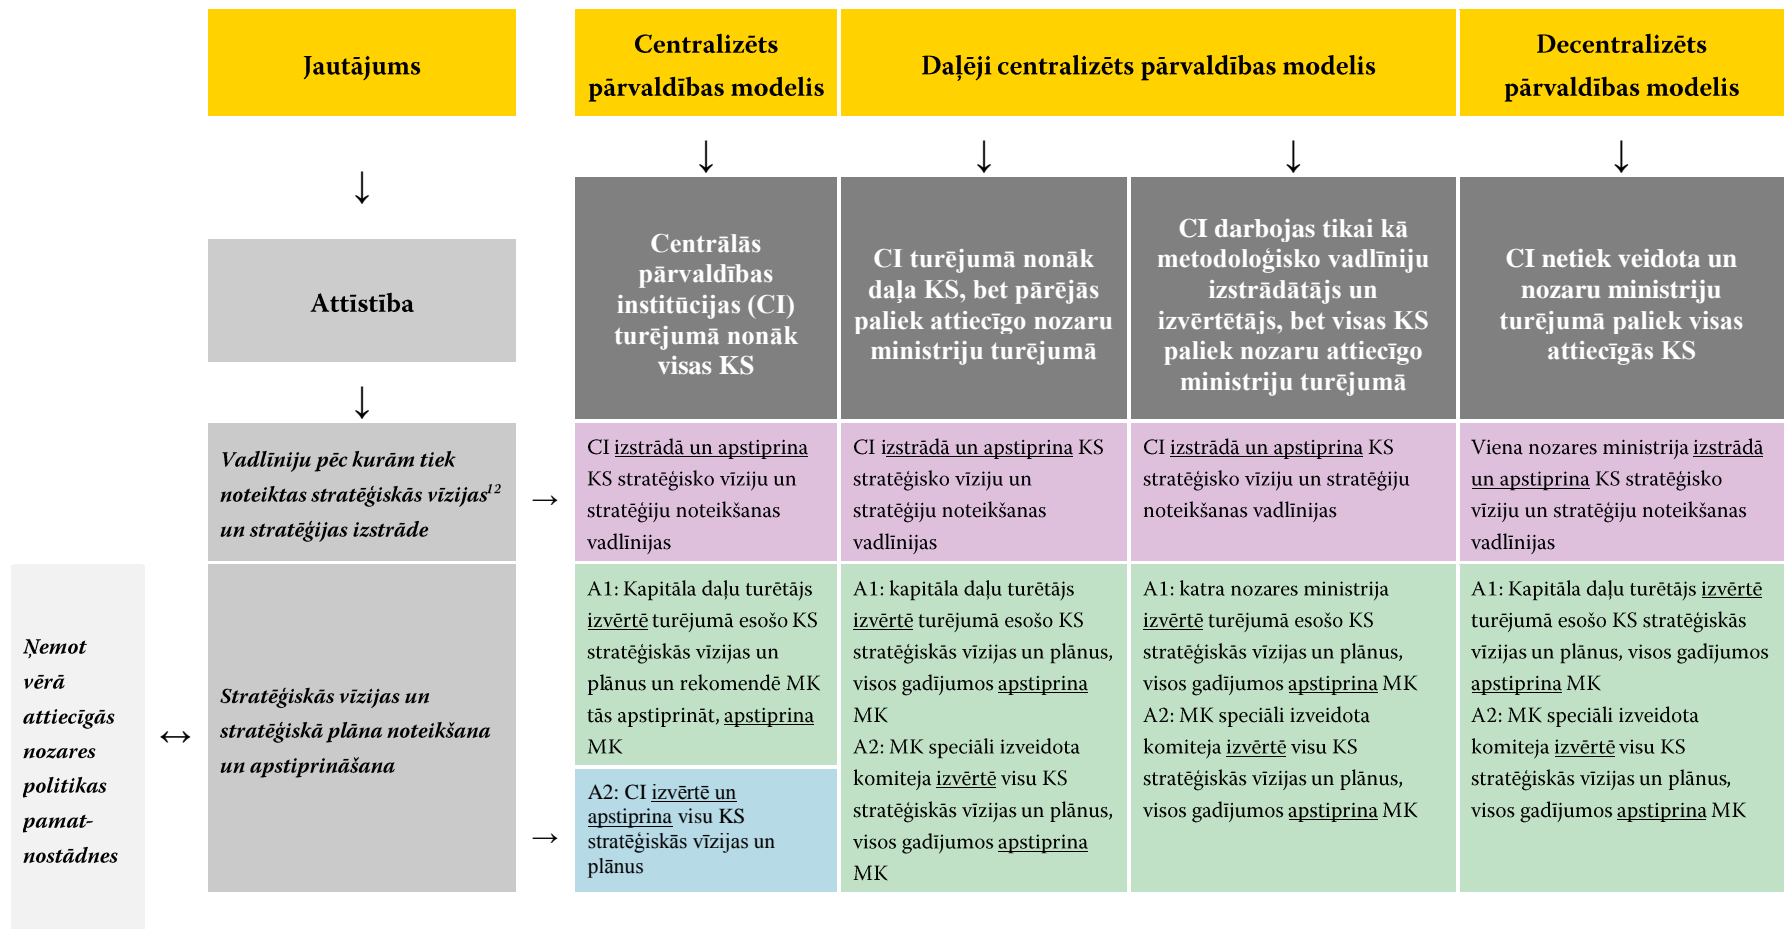 Jautājums
Centralizēts
pārvaldības modelis
Daļēji centralizēts pārvaldības modelis
Decentralizēts
pārvaldības modelis
↓
↓
↓
↓
↓
Attīstība
Centrālās
pārvaldības
institūcijas (CI)
turējumā nonāk
visas KS
CI turējumā nonāk
daļa KS, bet pārējās
paliek attiecīgo nozaru
ministriju turējumā
CI darbojas tikai kā
metodoloģisko vadlīniju
izstrādātājs un
izvērtētājs, bet visas KS
paliek nozaru attiecīgo
ministriju turējumā
CI netiek veidota un
nozaru ministriju
turējumā paliek visas
attiecīgās KS
↓
Vadlīniju pēc kurām tiek
noteiktas stratēģiskās vīzijas12
un stratēģijas izstrāde
→
CI izstrādā un apstiprina
KS stratēģisko vīziju un
stratēģiju noteikšanas
vadlīnijas
CI izstrādā un apstiprina KS
stratēģisko vīziju un
stratēģiju noteikšanas
vadlīnijas
CI izstrādā un apstiprina KS
stratēģisko vīziju un stratēģiju
noteikšanas vadlīnijas
Viena nozares ministrija izstrādā
un apstiprina KS stratēģisko
vīziju un stratēģiju noteikšanas
vadlīnijas
Ņemot
vērā
attiecīgās
nozares
politikas
pamat-
nostādnes
↔
Stratēģiskās vīzijas un
stratēģiskā plāna noteikšana
un apstiprināšana
→
A1: Kapitāla daļu turētājs
izvērtē turējumā esošo KS
stratēģiskās vīzijas un
plānus un rekomendē MK
tās apstiprināt, apstiprina
MK
A2: CI izvērtē un
apstiprina visu KS
stratēģiskās vīzijas un
plānus
A1: kapitāla daļu turētājs
izvērtē turējumā esošo KS
stratēģiskās vīzijas un plānus,
visos gadījumos apstiprina
MK
A2: MK speciāli izveidota
komiteja izvērtē visu KS
stratēģiskās vīzijas un plānus,
visos gadījumos apstiprina
MK
A1: katra nozares ministrija
izvērtē turējumā esošo KS
stratēģiskās vīzijas un plānus,
visos gadījumos apstiprina MK
A2: MK speciāli izveidota
komiteja izvērtē visu KS
stratēģiskās vīzijas un plānus,
visos gadījumos apstiprina MK
A1: Kapitāla daļu turētājs izvērtē
turējumā esošo KS stratēģiskās
vīzijas un plānus, visos gadījumos
apstiprina MK
A2: MK speciāli izveidota
komiteja izvērtē visu KS
stratēģiskās vīzijas un plānus,
visos gadījumos apstiprina MK